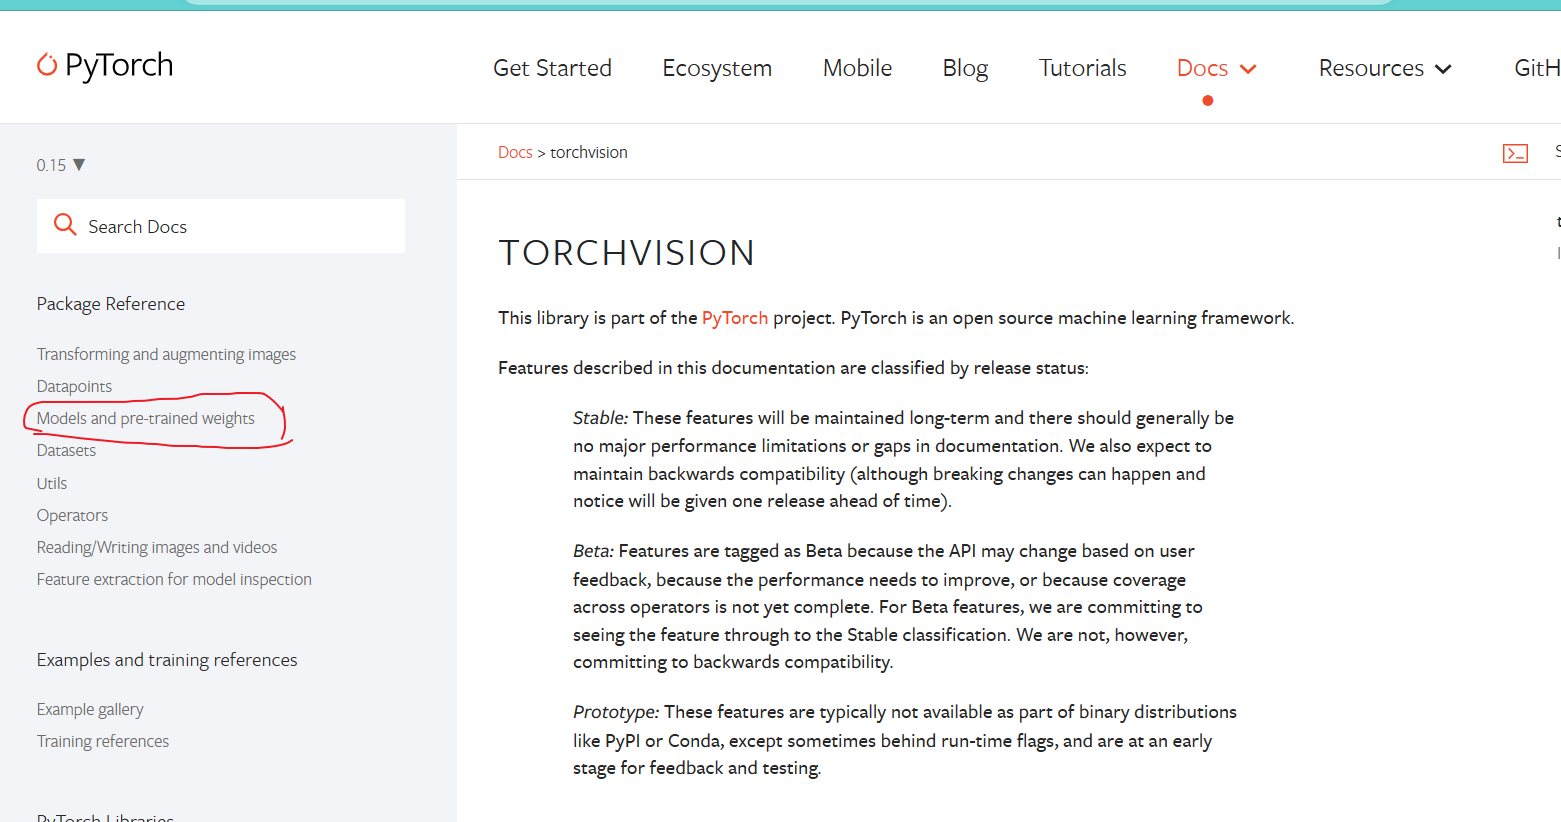 PyTorch
Get Started
Ecosystem
Mobile
Blog
Tutorials
Docs
Resources
GitH
0.15 ▼
Search Docs
Package Reference
Transforming and augmenting images
Datapoints
Models and pre-trained weights
Datasets
Utils
Operators
Reading/Writing images and videos
Feature extraction for model inspection
Examples and training references
Example gallery
Training references
PyTorch Libraries
Docs > torchvision
TORCHVISION
This library is part of the PyTorch project. PyTorch is an open source machine learning framework.
Features described in this documentation are classified by release status:
Stable: These features will be maintained long-term and there should generally be
no major performance limitations or gaps in documentation. We also expect to
maintain backwards compatibility (although breaking changes can happen and
notice will be given one release ahead of time).
Beta: Features are tagged as Beta because the API may change based on user
feedback, because the performance needs to improve, or because coverage
across operators is not yet complete. For Beta features, we are committing to
seeing the feature through to the Stable classification. We are not, however,
committing to backwards compatibility.
Prototype: These features are typically not available as part of binary distributions
like PyPI or Conda, except sometimes behind run-time flags, and are at an early
stage for feedback and testing.